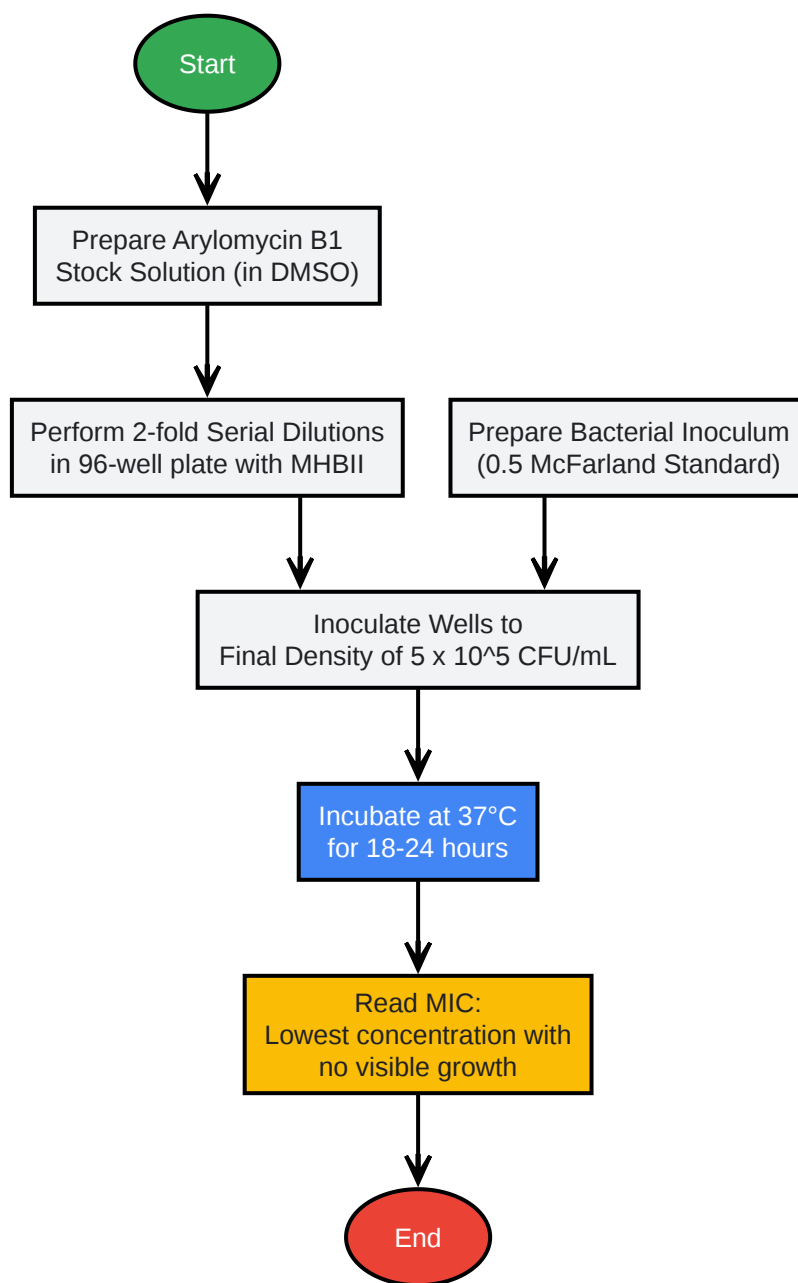 Start
Prepare Arylomycin B1
Stock Solution (in DMSO)
Perform 2-fold Serial Dilutions
in 96-well plate with MHBII
Prepare Bacterial Inoculum
(0.5 McFarland Standard)
Inoculate Wells to
Final Density of 5 x 10^5 CFU/mL
Incubate at 37°C
for 18-24 hours
Read MIC:
Lowest concentration with
no visible growth
End